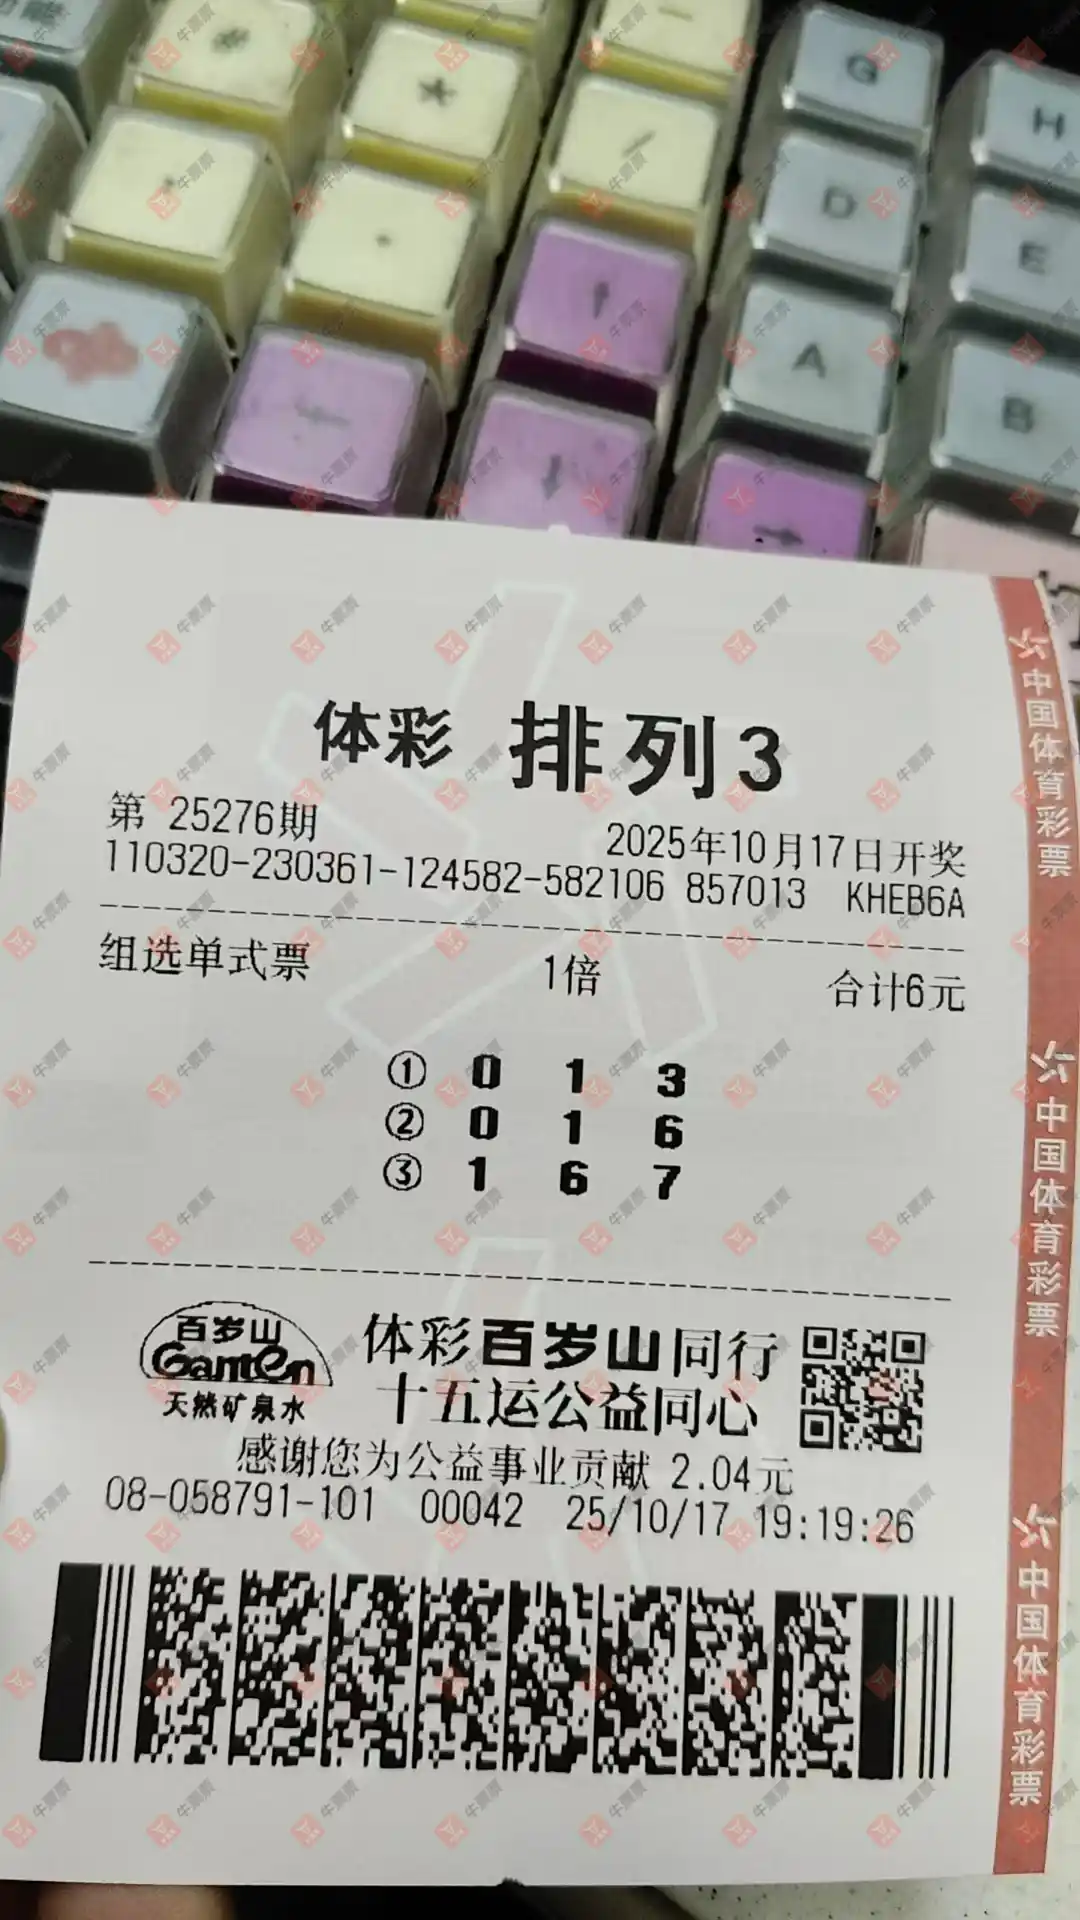 功能
#
*
—
/
G
H
D
E
A
B
↑
←
↓
→
体彩 排列3
第 25276期 2025年10月17日开奖
110320-230361-124582-582106 857013 KHEB6A
组选单式票 1倍 合计6元
① 0 1 3
② 0 1 6
③ 1 6 7
百岁山
Ganten
天然矿泉水
体彩百岁山同行
十五运公益同心
感谢您为公益事业贡献 2.04元
08-058791-101 00042 25/10/17 19:19:26
中国体育彩票
中国体育彩票
中国体育彩票
牛票票